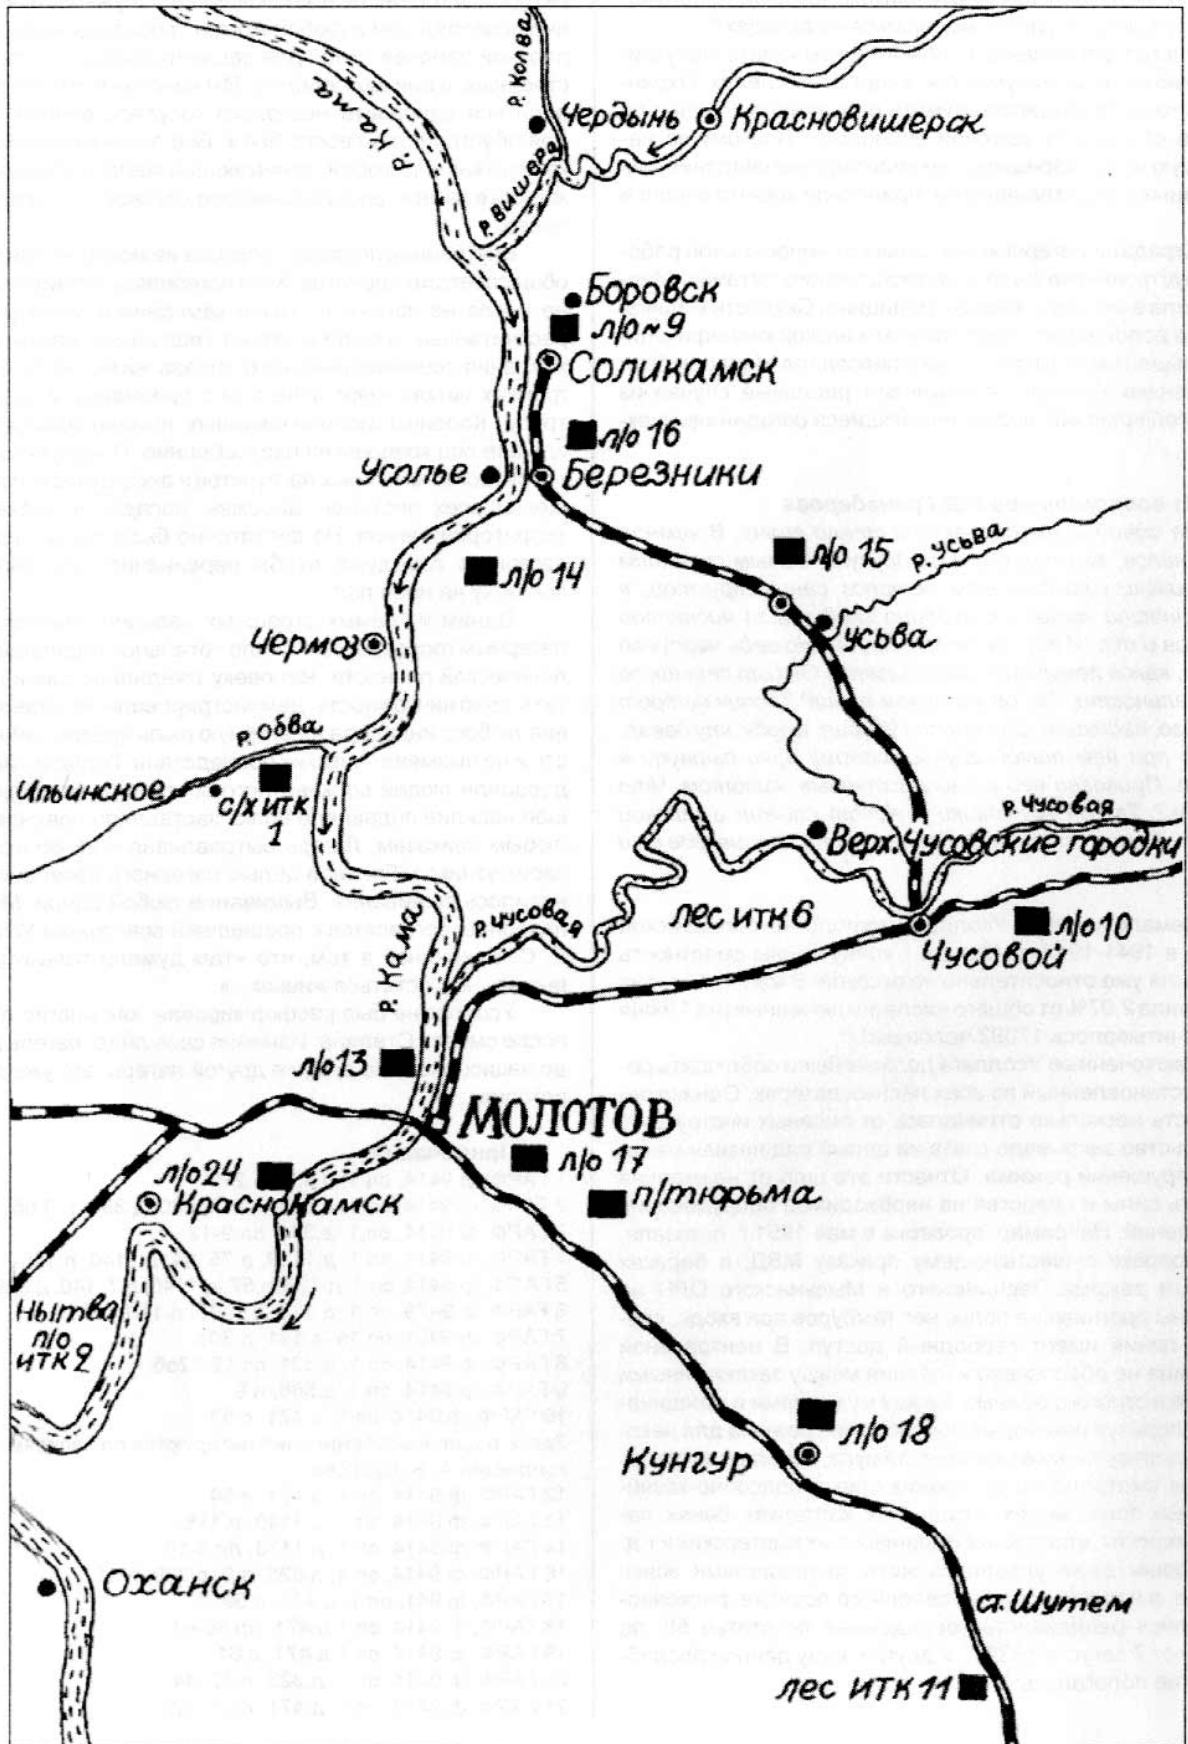 р. Колва
р. Кама
Чердынь
Красновишерск
р. Вишера
Боровск
л/о ~ 9
Соликамск
л/о 16
Усолье
Березники
л/о 15
р. Усьва
л/о 14
Усьва
Чермоз
р. Обва
Ильинское
с/х ИТК
1
р. Чусовая
Верх. Чусовские городки
р. Чусовая
лес ИТК 6
л/о 10
Чусовой
р. Кама
л/о 13
МОЛОТОВ
л/о 17
л/о 24
Краснокамск
п/тюрьма
Нытва
п/о
ИТК 2
л/о 18
Кунгур
Оханск
ст. Шутем
лес ИТК 11